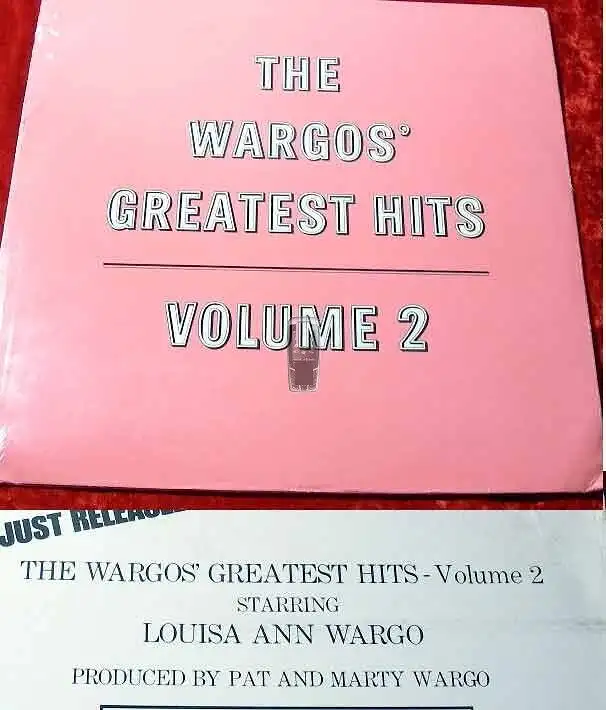 THE
WARGOS'
GREATEST HITS
VOLUME 2
JUST
THE WARGOS' GREATEST HITS - Volume 2
STARRING
LOUISA ANN WARGO
PRODUCED BY PAT AND MARTY WARGO